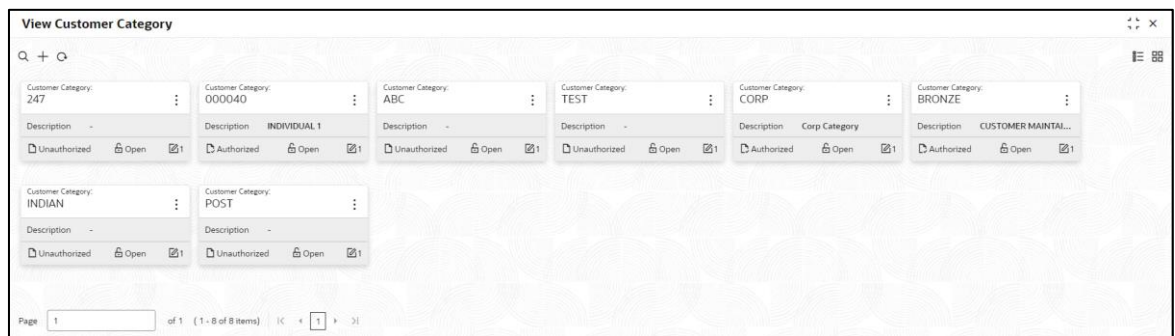 View Customer Category
Customer Category: Customer Category: Customer Category: Customer Category: Customer Category: Customer Category:
247 000040 ABC TEST CORP BRONZE
Description - Description INDIVIDUAL 1 Description - Description - Description Corp Category Description CUSTOMER MAINTAI...
Unauthorized Open 1 Authorized Open 1 Unauthorized Open 1 Unauthorized Open 1 Authorized Open 1 Authorized Open 1
Customer Category: Customer Category:
INDIAN POST
Description - Description -
Unauthorized Open 1 Unauthorized Open 1
Page 1 of 1 (1 - 8 of 8 items) 1